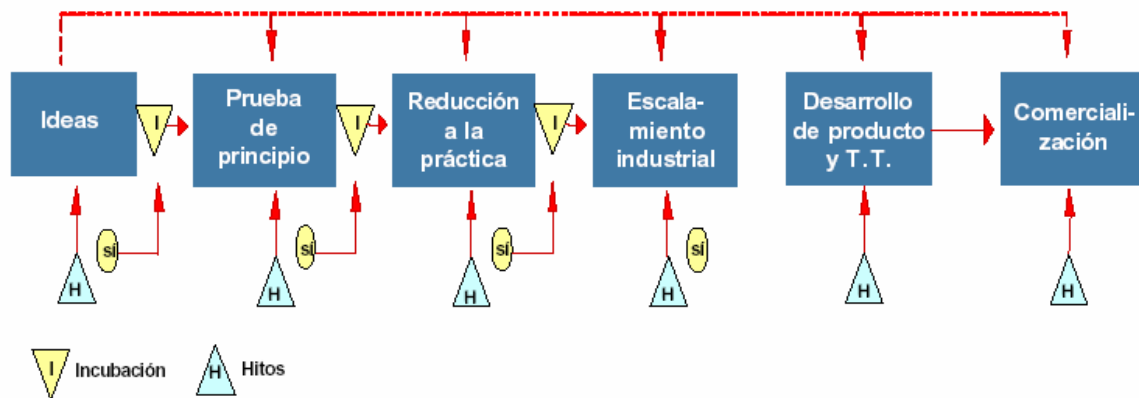 Ideas
I
Prueba
de
principio
I
Reducción
a la
práctica
I
Escala-
miento
industrial
Desarrollo
de producto
y T.T.
Comerciali-
zación
sí
sí
sí
sí
H
H
H
H
H
H
I Incubación
H Hitos